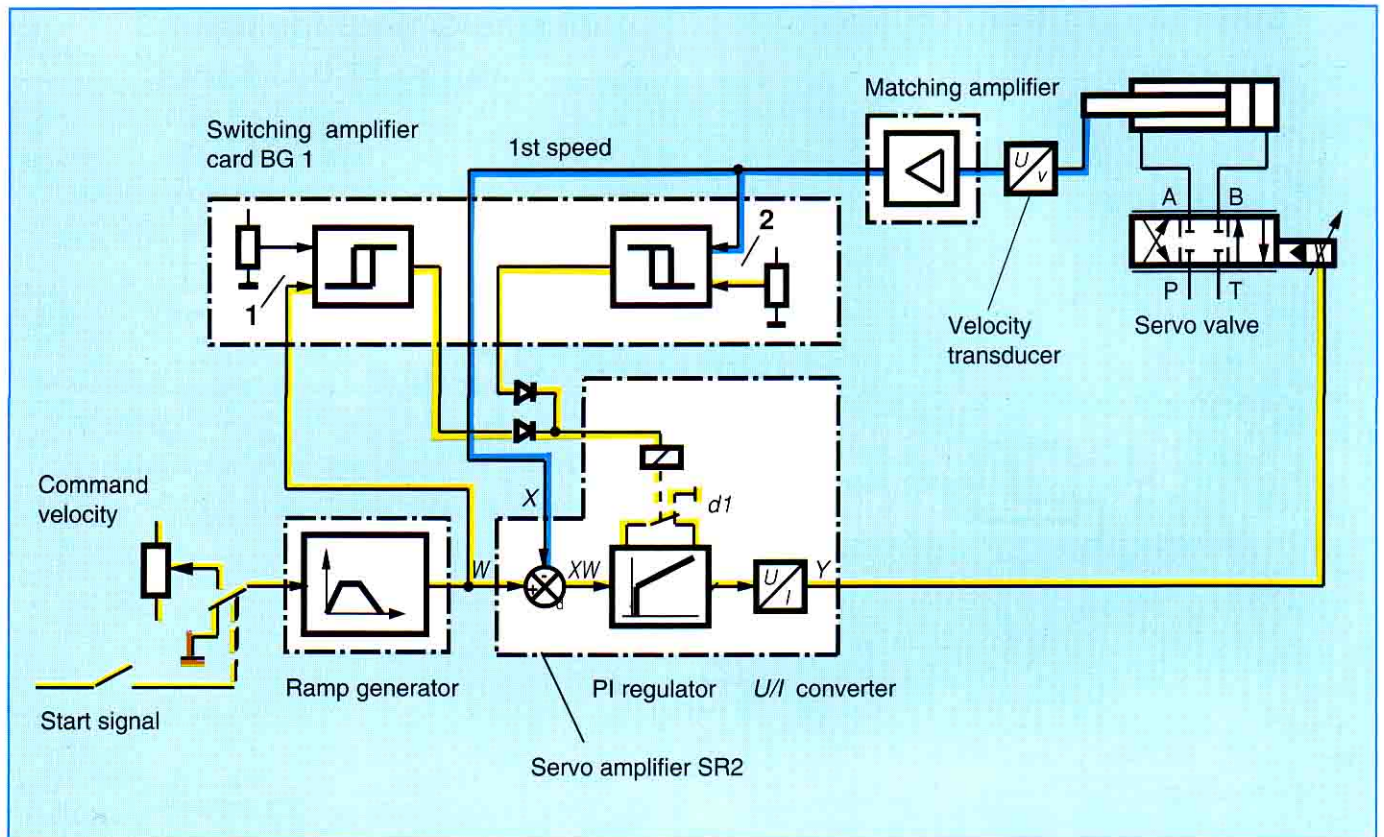 Matching amplifier
Switching amplifier
card BG 1
1st speed
U
v
A
B
2
1
P
T
Velocity
transducer
Servo valve
Command
velocity
X
d1
W
+
-
XW
U
I
Y
Ramp generator
PI regulator
U/I converter
Start signal
Servo amplifier SR2